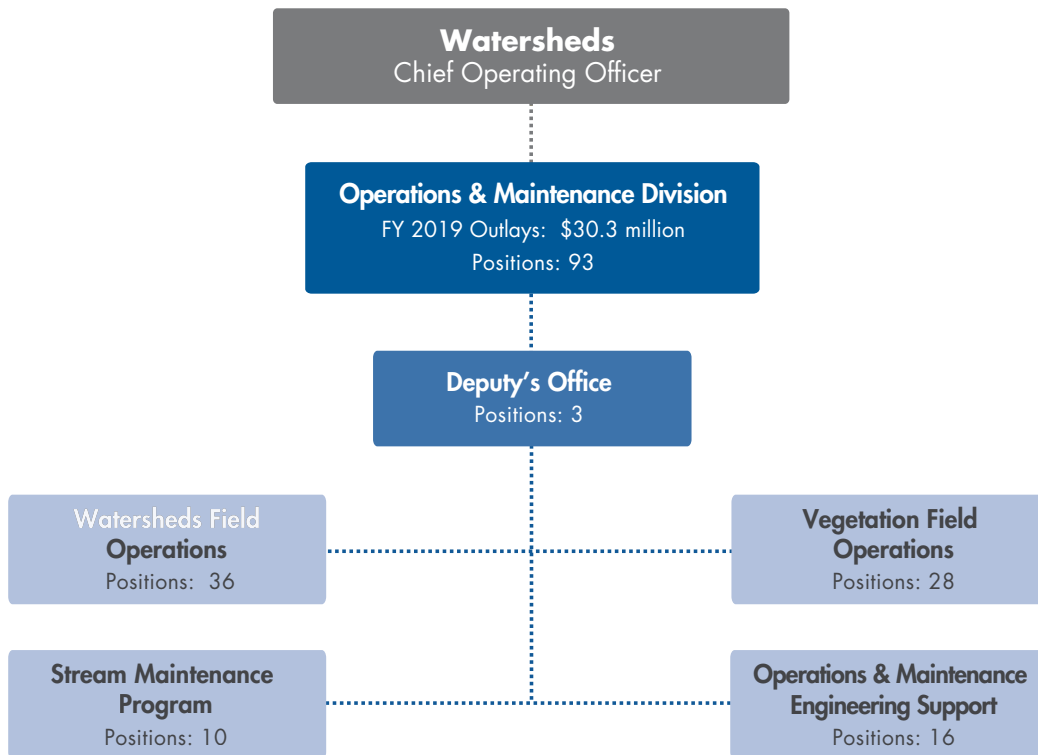 Watersheds
Chief Operating Officer
Operations & Maintenance Division
FY 2019 Outlays: $30.3 million
Positions: 93
Deputy’s Office
Positions: 3
Watersheds Field
Operations
Positions: 36
Vegetation Field
Operations
Positions: 28
Stream Maintenance
Program
Positions: 10
Operations & Maintenance
Engineering Support
Positions: 16